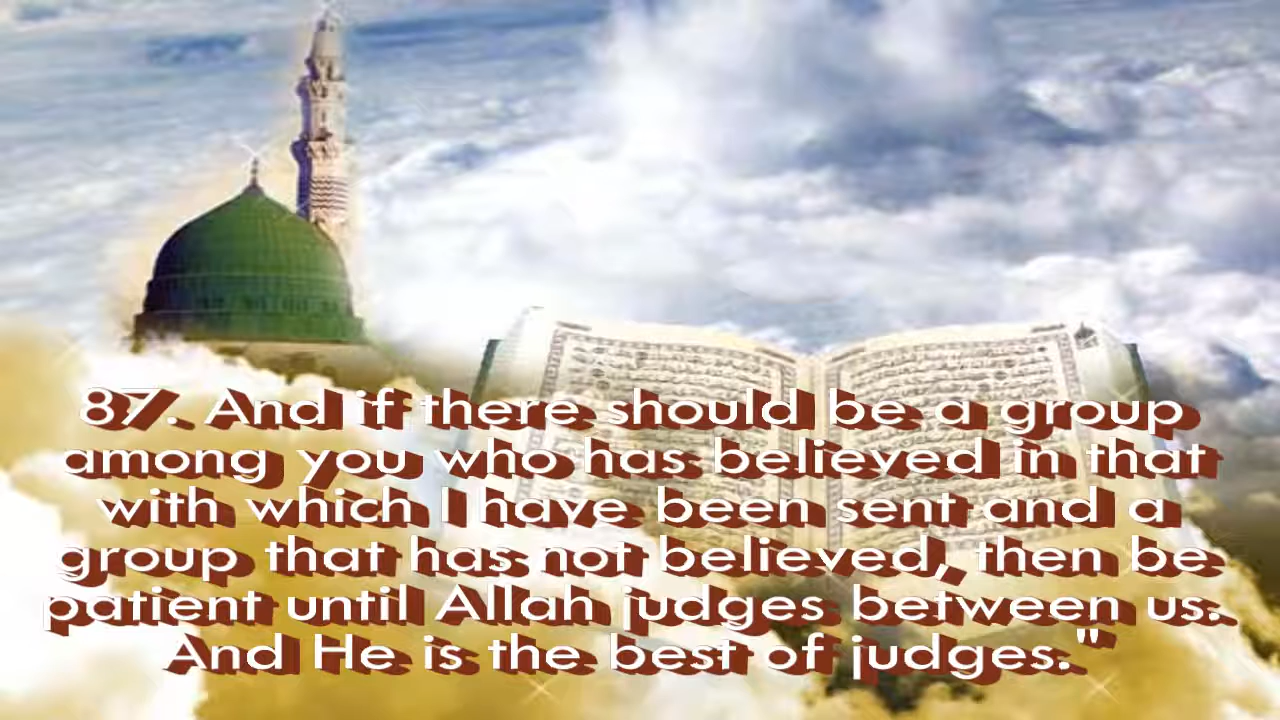 87. And if there should be a group
among you who has believed in that
with which I have been sent and a
group that has not believed, then be
patient until Allah judges between us.
And He is the best of judges."